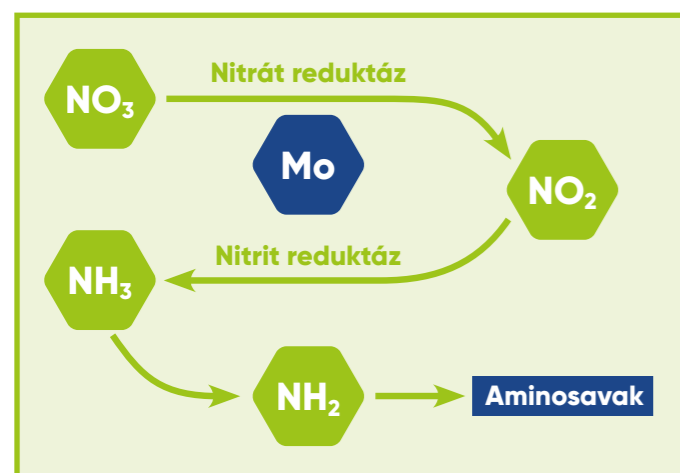 Nitrát reduktáz
NO₃
Mo
NO₂
Nitrit reduktáz
NH₃
NH₂
Aminosavak